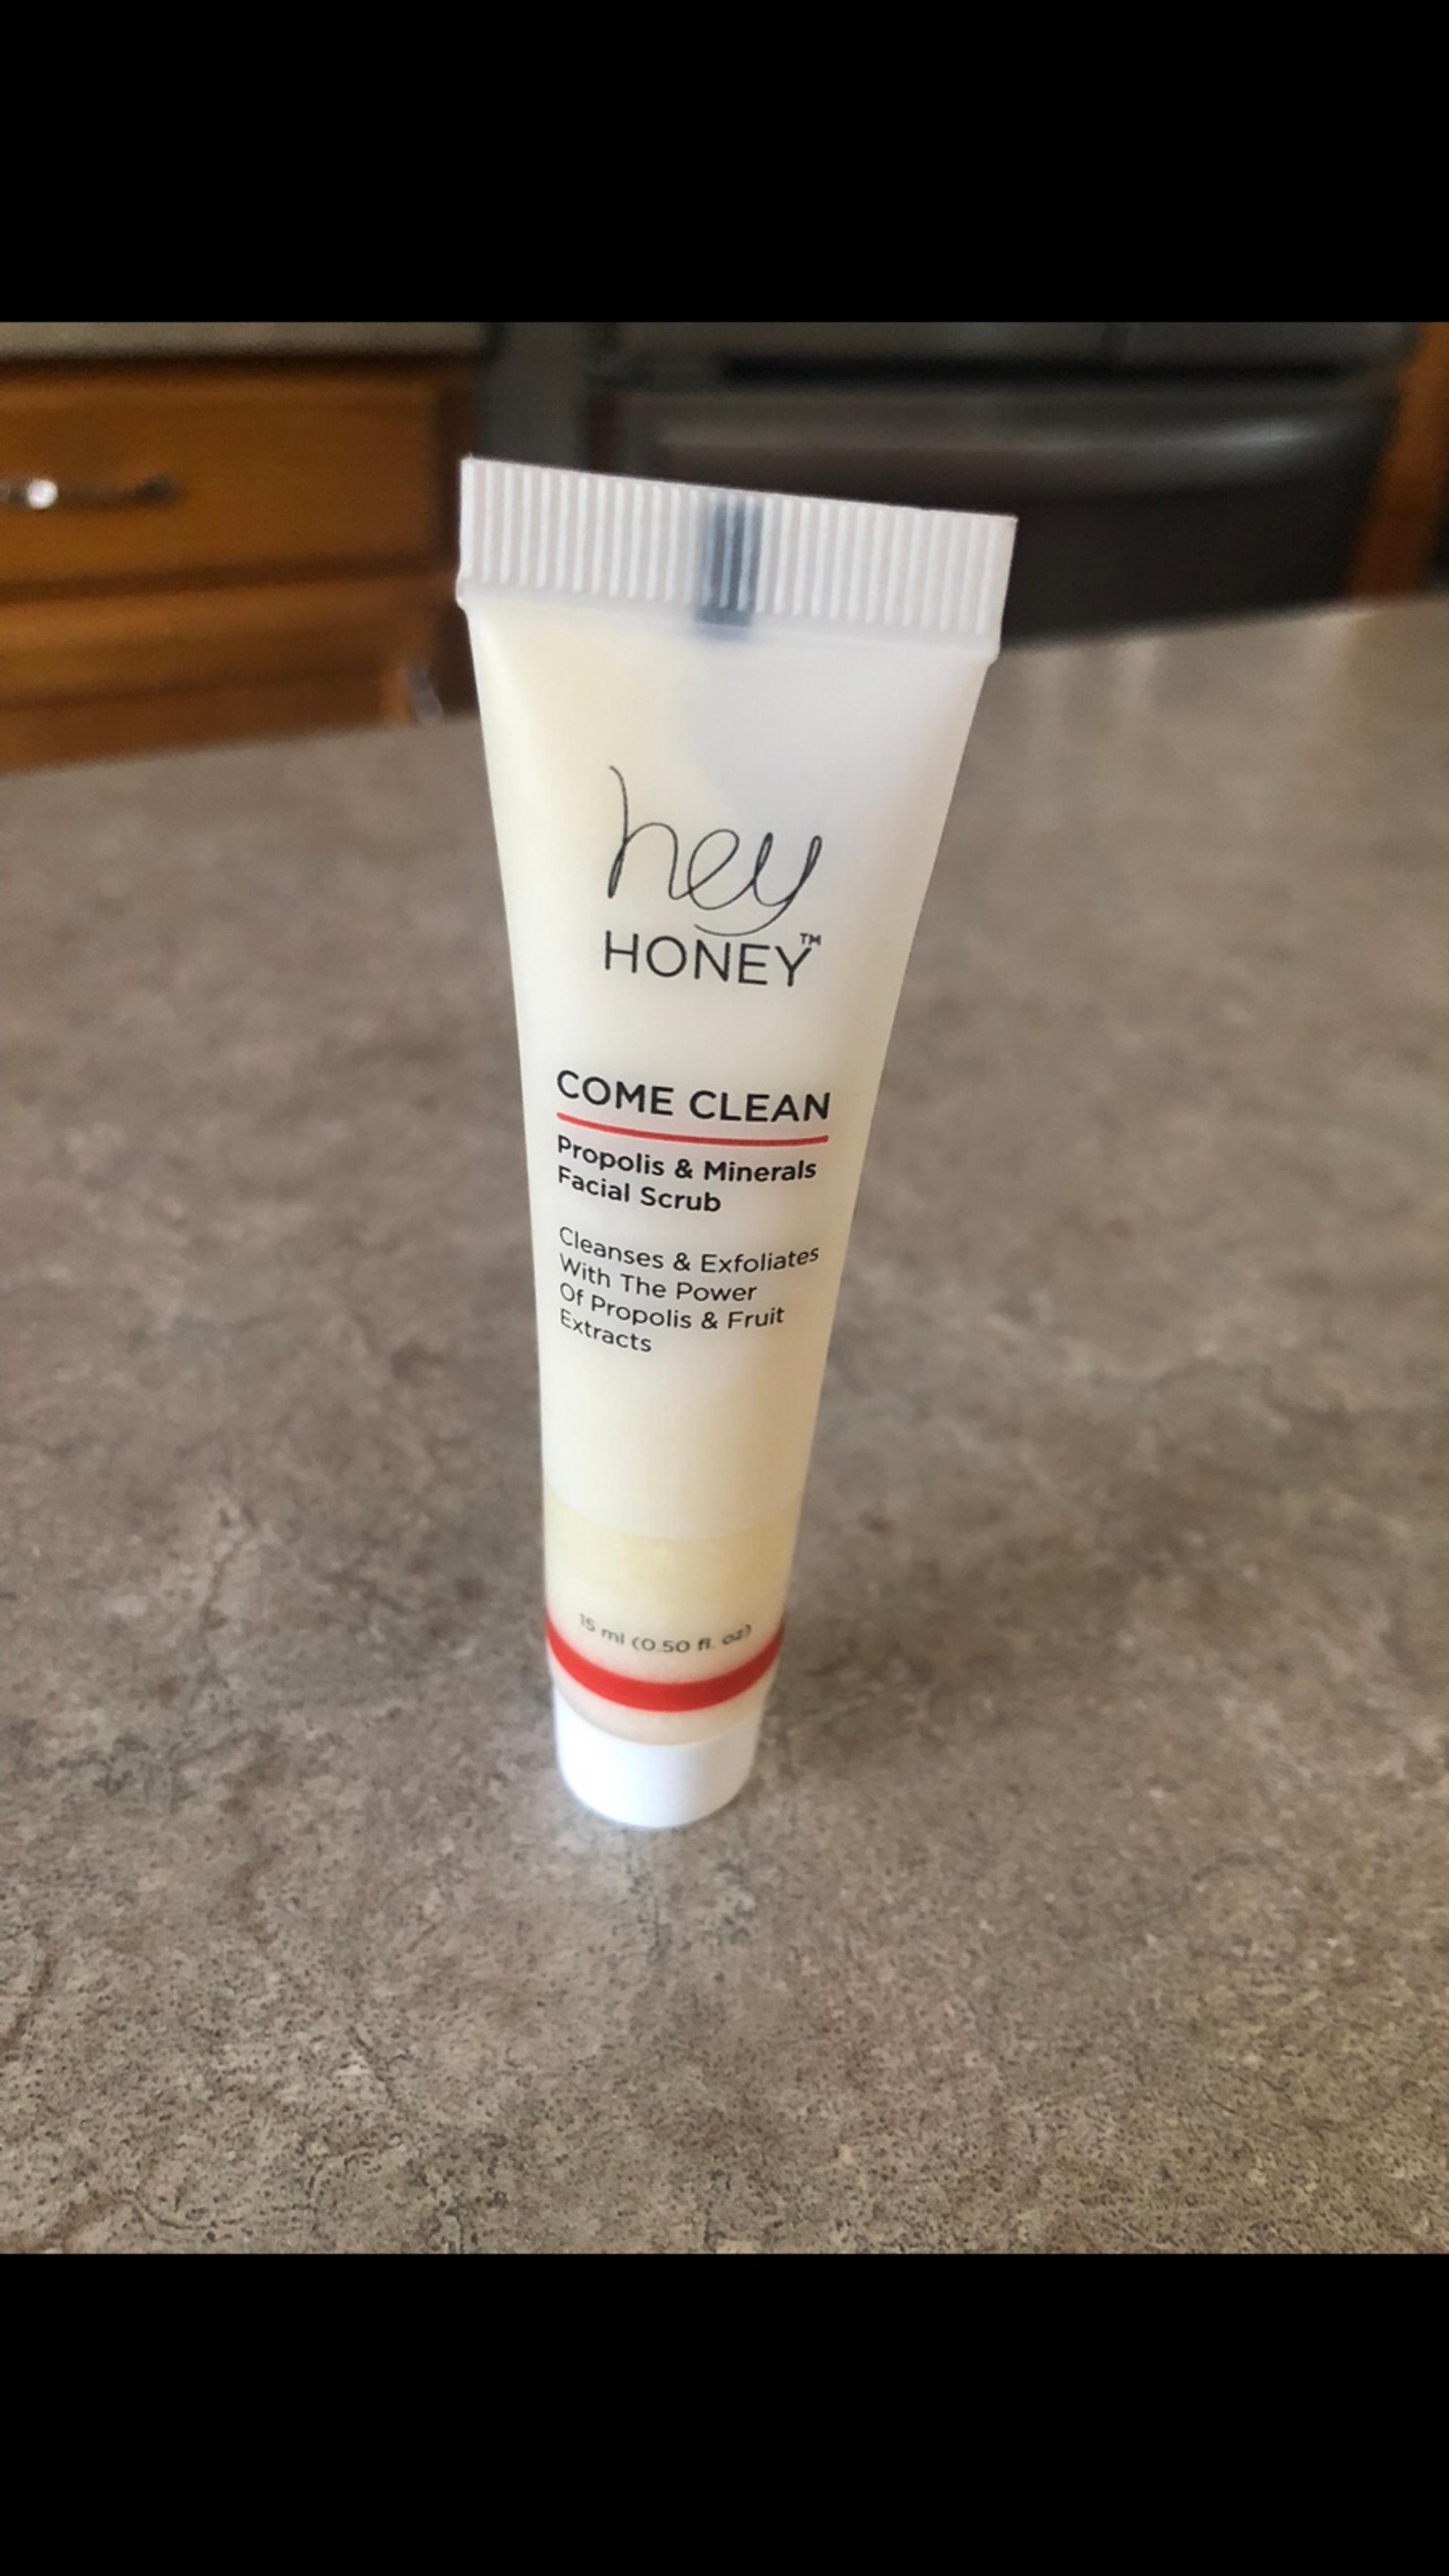 hey
HONEY™
COME CLEAN
Propolis & Minerals
Facial Scrub
Cleanses & Exfoliates
With The Power
Of Propolis & Fruit
Extracts
15 ml (0.50 fl. oz)